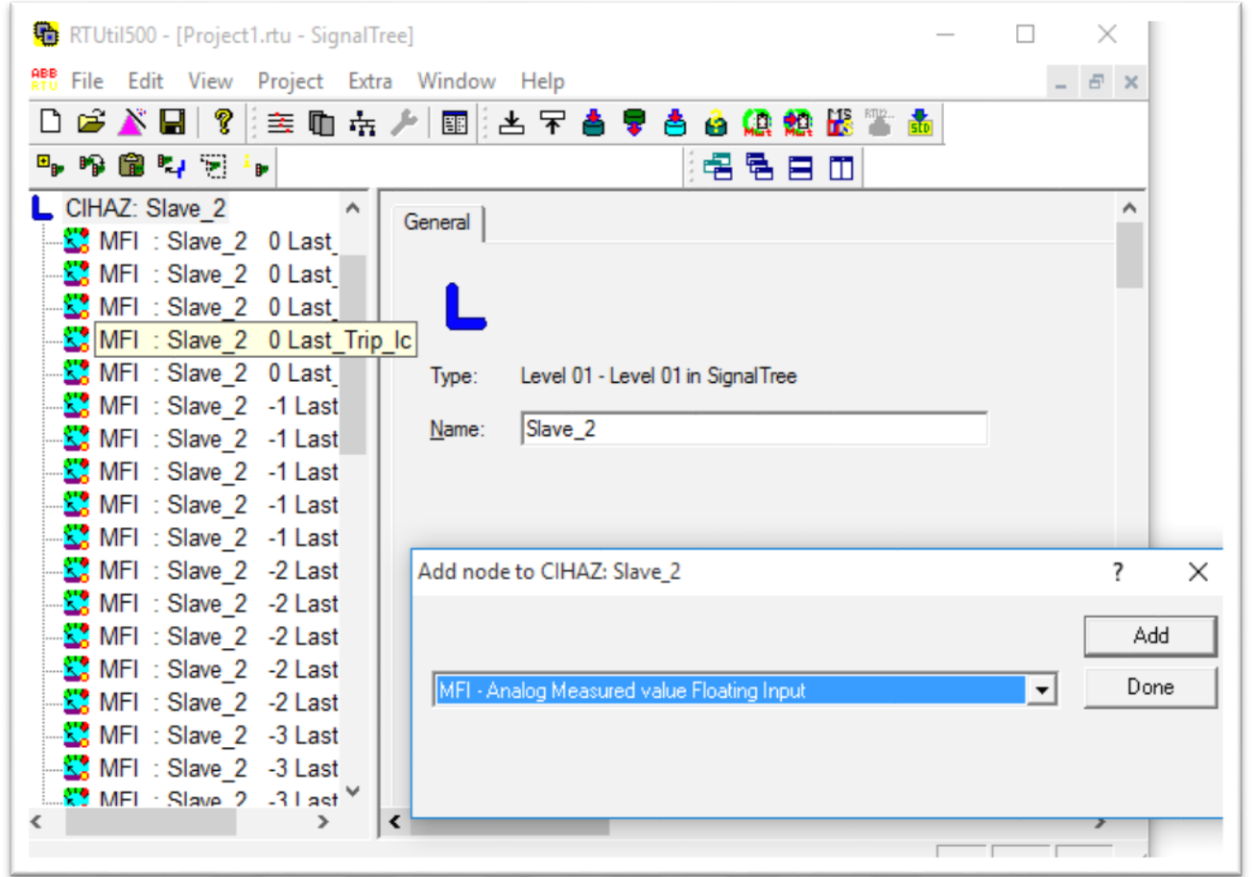 RTUtil500 - [Project1.rtu - SignalTree]
ABB RTU File Edit View Project Extra Window Help
CIHAZ: Slave_2
MFI : Slave_2 0 Last_
MFI : Slave_2 0 Last_
MFI : Slave_2 0 Last_
MFI : Slave_2 0 Last_Trip_Ic
MFI : Slave_2 0 Last_
MFI : Slave_2 -1 Last
MFI : Slave_2 -1 Last
MFI : Slave_2 -1 Last
MFI : Slave_2 -1 Last
MFI : Slave_2 -1 Last
MFI : Slave_2 -2 Last
MFI : Slave_2 -2 Last
MFI : Slave_2 -2 Last
MFI : Slave_2 -2 Last
MFI : Slave_2 -2 Last
MFI : Slave_2 -3 Last
MFI : Slave_2 -3 Last
MFI : Slave_2 -3 Last
General
Type: Level 01 - Level 01 in SignalTree
Name: Slave_2
Add node to CIHAZ: Slave_2
Add
MFI - Analog Measured value Floating Input
Done